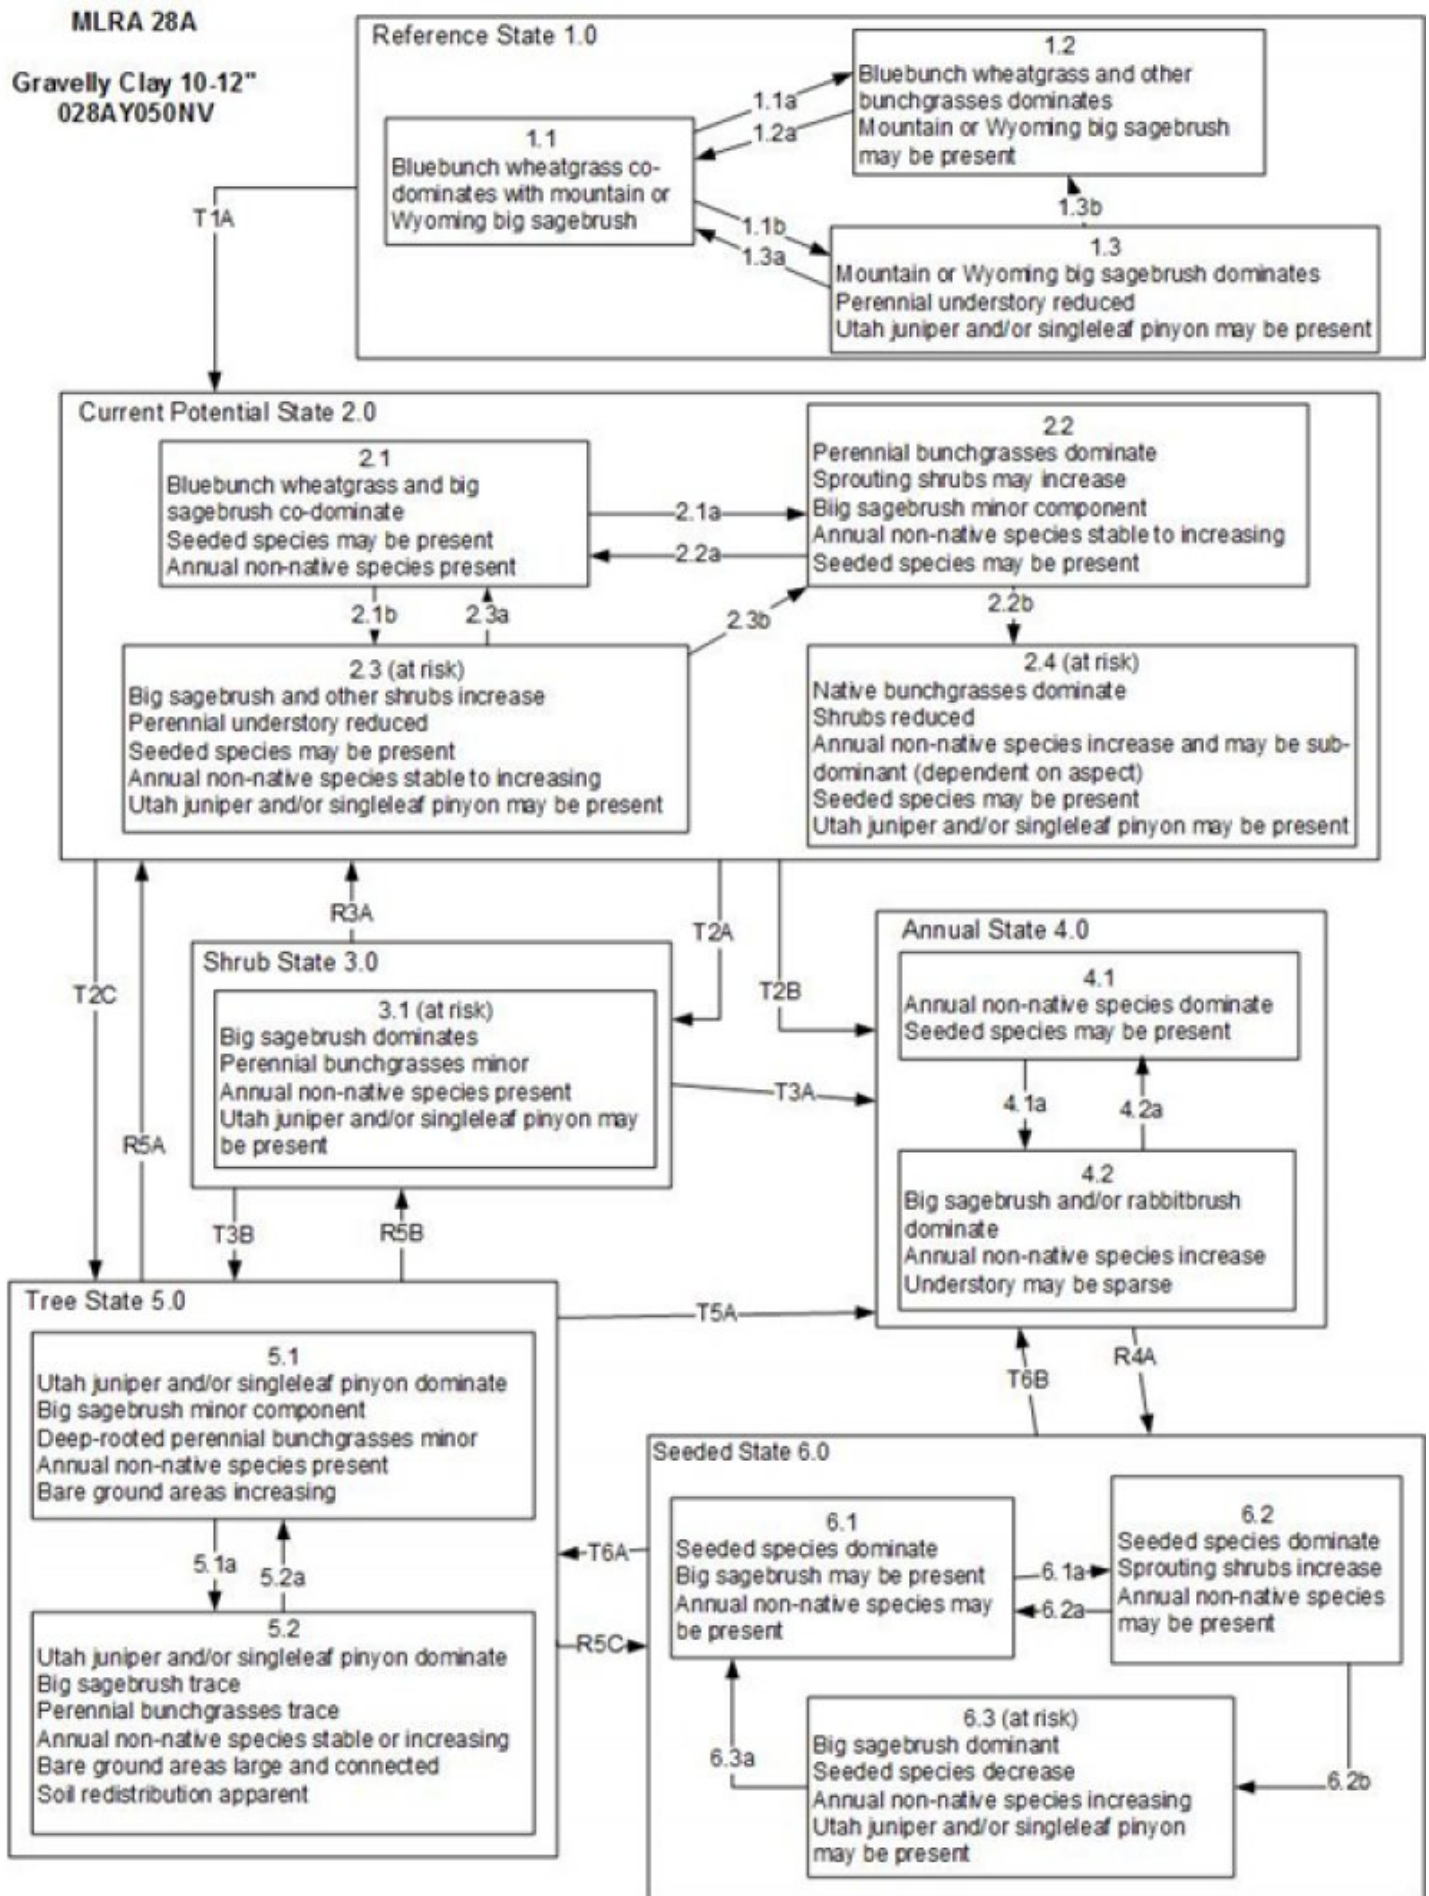 MLRA 28A
Gravelly Clay 10-12"
028AY050NV
Reference State 1.0
1.1
Bluebunch wheatgrass co-
dominates with mountain or
Wyoming big sagebrush
1.1a
1.2a
1.2
Bluebunch wheatgrass and other
bunchgrasses dominates
Mountain or Wyoming big sagebrush
may be present
1.3b
1.1b
1.3a
1.3
Mountain or Wyoming big sagebrush dominates
Perennial understory reduced
Utah juniper and/or singleleaf pinyon may be present
T1A
Current Potential State 2.0
2.1
Bluebunch wheatgrass and big
sagebrush co-dominate
Seeded species may be present
Annual non-native species present
2.1a
2.2a
2.2
Perennial bunchgrasses dominate
Sprouting shrubs may increase
Biig sagebrush minor component
Annual non-native species stable to increasing
Seeded species may be present
2.1b
2.3a
2.3b
2.2b
2.3 (at risk)
Big sagebrush and other shrubs increase
Perennial understory reduced
Seeded species may be present
Annual non-native species stable to increasing
Utah juniper and/or singleleaf pinyon may be present
2.4 (at risk)
Native bunchgrasses dominate
Shrubs reduced
Annual non-native species increase and may be sub-
dominant (dependent on aspect)
Seeded species may be present
Utah juniper and/or singleleaf pinyon may be present
T2C
R5A
R3A
T2A
T2B
Shrub State 3.0
3.1 (at risk)
Big sagebrush dominates
Perennial bunchgrasses minor
Annual non-native species present
Utah juniper and/or singleleaf pinyon may
be present
T3A
T3B
R5B
Annual State 4.0
4.1
Annual non-native species dominate
Seeded species may be present
4.1a
4.2a
4.2
Big sagebrush and/or rabbitbrush
dominate
Annual non-native species increase
Understory may be sparse
Tree State 5.0
5.1
Utah juniper and/or singleleaf pinyon dominate
Big sagebrush minor component
Deep-rooted perennial bunchgrasses minor
Annual non-native species present
Bare ground areas increasing
5.1a
5.2a
5.2
Utah juniper and/or singleleaf pinyon dominate
Big sagebrush trace
Perennial bunchgrasses trace
Annual non-native species stable or increasing
Bare ground areas large and connected
Soil redistribution apparent
T5A
T6B
R4A
T6A
R5C
Seeded State 6.0
6.1
Seeded species dominate
Big sagebrush may be present
Annual non-native species may
be present
6.1a
6.2a
6.2
Seeded species dominate
Sprouting shrubs increase
Annual non-native species
may be present
6.3a
6.2b
6.3 (at risk)
Big sagebrush dominant
Seeded species decrease
Annual non-native species increasing
Utah juniper and/or singleleaf pinyon
may be present